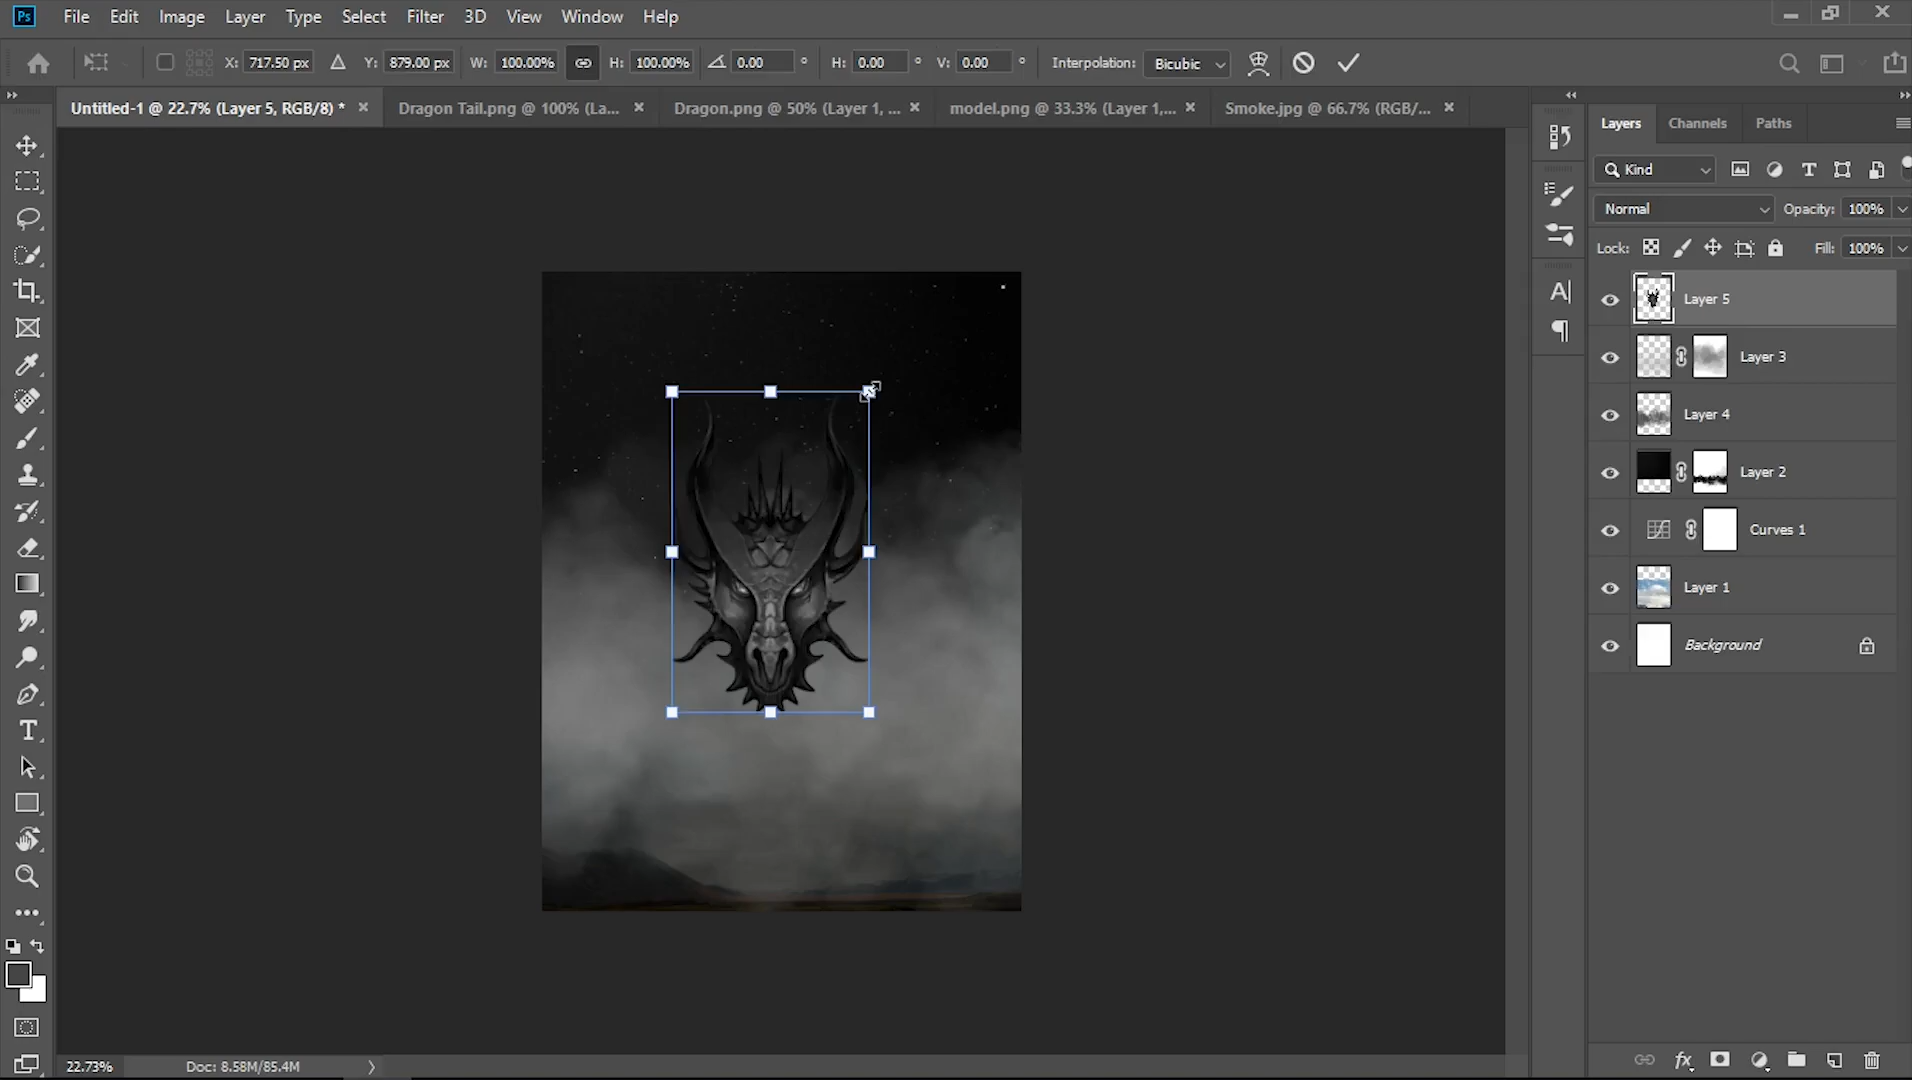 Ps File Edit Image Layer Type Select Filter 3D View Window Help
X: 717.50 px Y: 879.00 px W: 100.00% H: 100.00% 0.00 ° H: 0.00 ° V: 0.00 ° Interpolation: Bicubic
Untitled-1 @ 22.7% (Layer 5, RGB/8) * Dragon Tail.png @ 100% (La... Dragon.png @ 50% (Layer 1, ... model.png @ 33.3% (Layer 1,... Smoke.jpg @ 66.7% (RGB/...
Layers Channels Paths
Kind
Normal Opacity: 100%
Lock: Fill: 100%
Layer 5
Layer 3
Layer 4
Layer 2
Curves 1
Layer 1
Background
22.73% Doc: 8.58M/85.4M